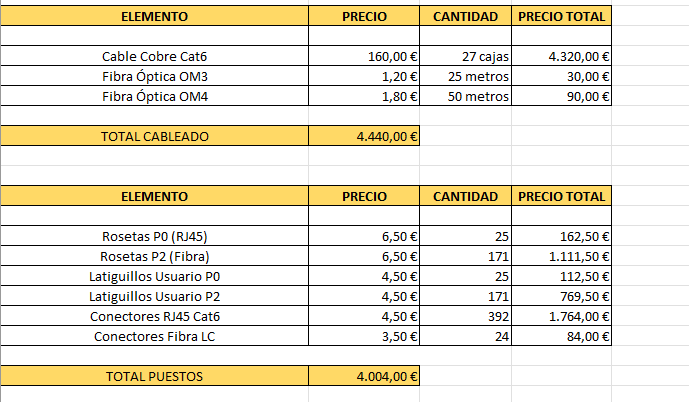 ELEMENTO PRECIO CANTIDAD PRECIO TOTAL
Cable Cobre Cat6 160,00 € 27 cajas 4.320,00 €
Fibra Óptica OM3 1,20 € 25 metros 30,00 €
Fibra Óptica OM4 1,80 € 50 metros 90,00 €
TOTAL CABLEADO 4.440,00 €
ELEMENTO PRECIO CANTIDAD PRECIO TOTAL
Rosetas P0 (RJ45) 6,50 € 25 162,50 €
Rosetas P2 (Fibra) 6,50 € 171 1.111,50 €
Latiguillos Usuario P0 4,50 € 25 112,50 €
Latiguillos Usuario P2 4,50 € 171 769,50 €
Conectores RJ45 Cat6 4,50 € 392 1.764,00 €
Conectores Fibra LC 3,50 € 24 84,00 €
TOTAL PUESTOS 4.004,00 €